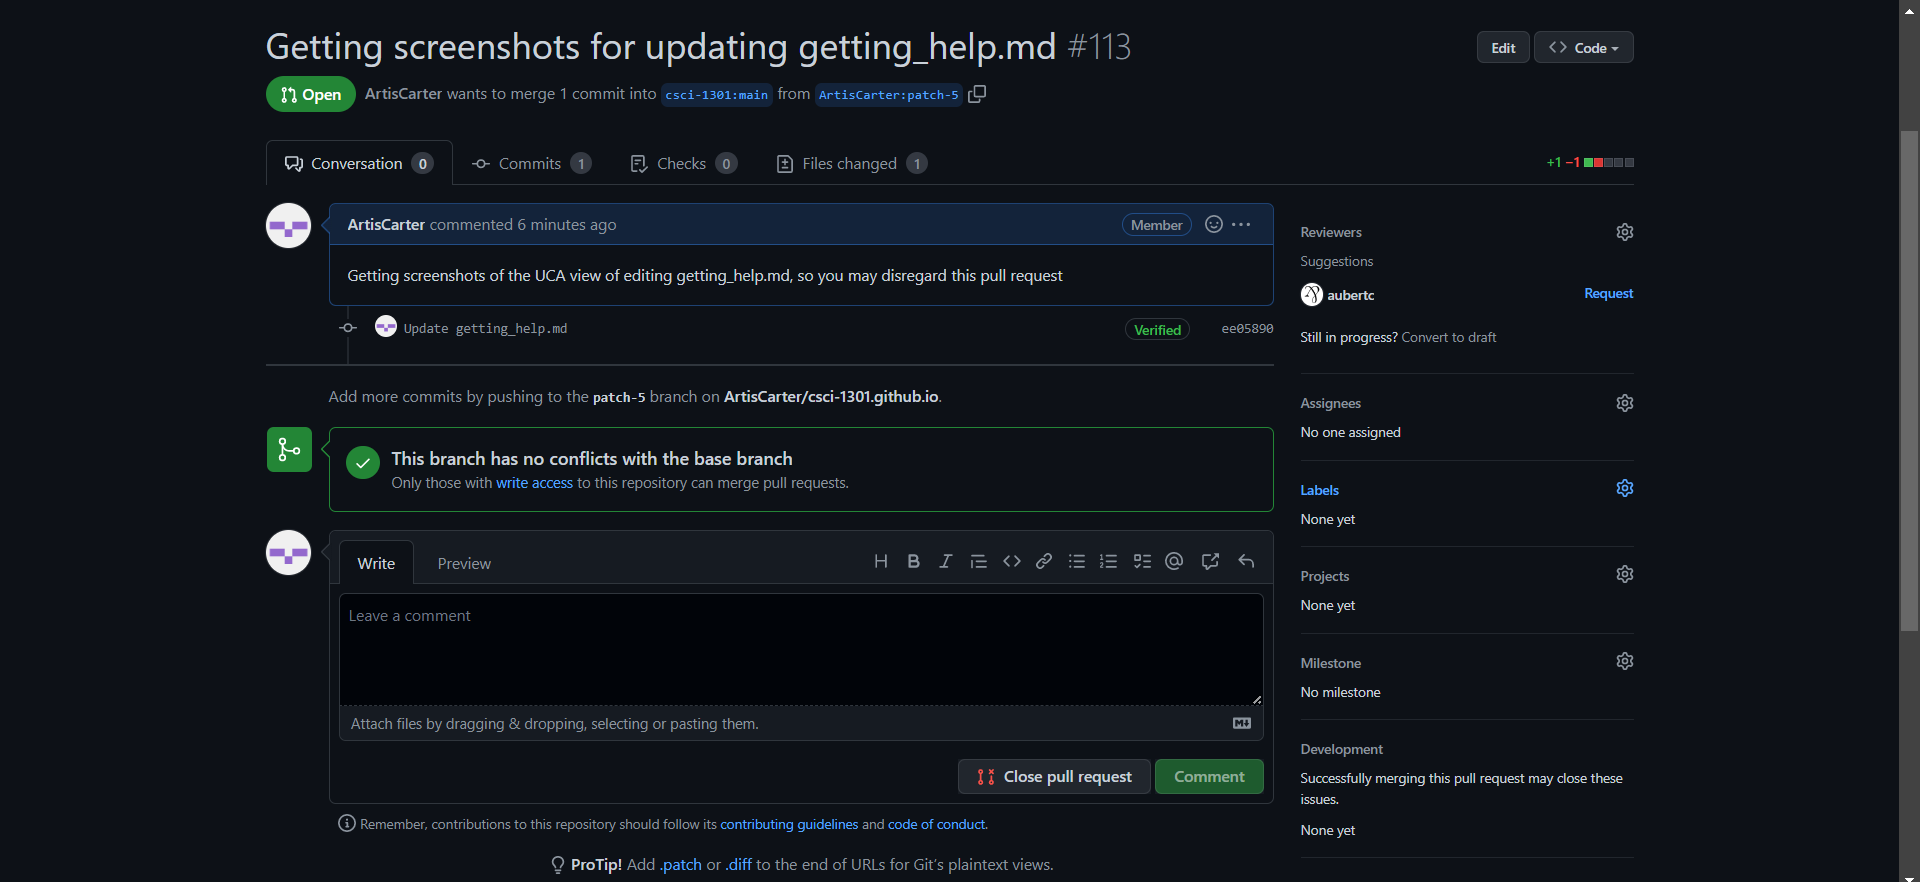 Getting screenshots for updating getting_help.md #113
Edit
Code
Open
ArtisCarter wants to merge 1 commit into csci-1301:main from ArtisCarter:patch-5
Conversation 0
Commits 1
Checks 0
Files changed 1
+1 −1
ArtisCarter commented 6 minutes ago
Member
Getting screenshots of the UCA view of editing getting_help.md, so you may disregard this pull request
Update getting_help.md
Verified
ee05890
Add more commits by pushing to the patch-5 branch on ArtisCarter/csci-1301.github.io.
This branch has no conflicts with the base branch
Only those with write access to this repository can merge pull requests.
Write
Preview
Leave a comment
Attach files by dragging & dropping, selecting or pasting them.
Close pull request
Comment
Remember, contributions to this repository should follow its contributing guidelines and code of conduct.
ProTip! Add .patch or .diff to the end of URLs for Git’s plaintext views.
Reviewers
Suggestions
aubertc
Request
Still in progress? Convert to draft
Assignees
No one assigned
Labels
None yet
Projects
None yet
Milestone
No milestone
Development
Successfully merging this pull request may close these
issues.
None yet